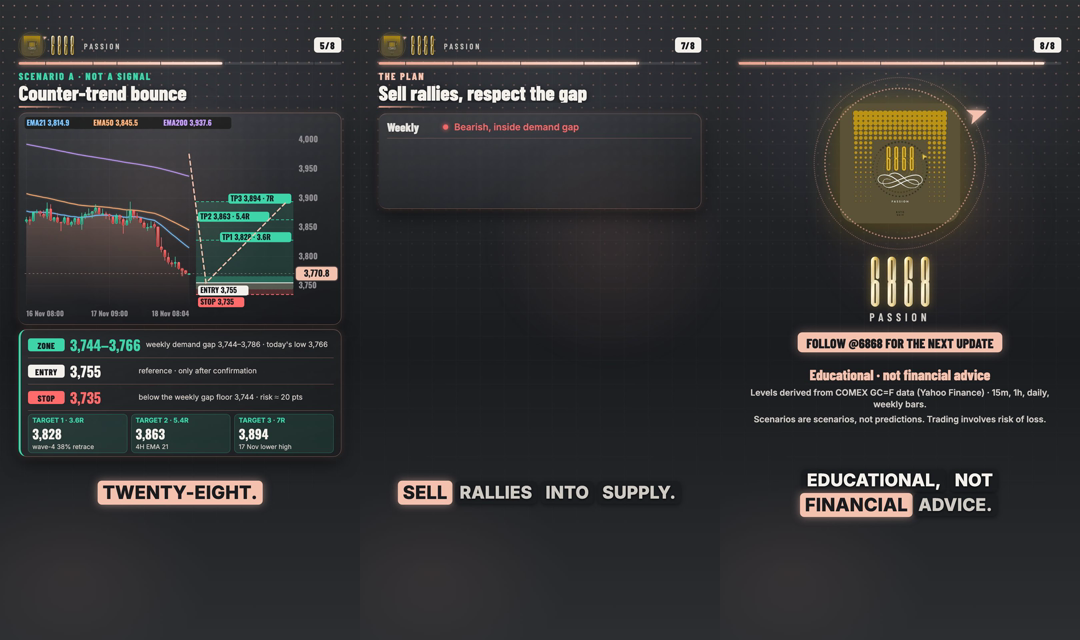 6868 PASSION 5/8
SCENARIO A · NOT A SIGNAL
Counter-trend bounce
EMA21 3,814.9 EMA50 3,845.5 EMA200 3,937.6
4,000
3,950
3,900
TP3 3,894 · 7R
TP2 3,863 · 5.4R
3,850
TP1 3,828 · 3.6R
3,800
3,770.8
3,750
ENTRY 3,755
STOP 3,735
16 Nov 08:00 17 Nov 09:00 18 Nov 08:04
ZONE 3,744–3,766 weekly demand gap 3,744–3,786 · today's low 3,766
ENTRY 3,755 reference · only after confirmation
STOP 3,735 below the weekly gap floor 3,744 · risk = 20 pts
TARGET 1 · 3.6R TARGET 2 · 5.4R TARGET 3 · 7R
3,828 3,863 3,894
wave-4 38% retrace 4H EMA 21 17 Nov lower high
TWENTY-EIGHT.
6868 PASSION 7/8
THE PLAN
Sell rallies, respect the gap
Weekly Bearish, inside demand gap
SELL RALLIES INTO SUPPLY.
8/8
6868
PASSION
6868
PASSION
FOLLOW @6868 FOR THE NEXT UPDATE
Educational · not financial advice
Levels derived from COMEX GC=F data (Yahoo Finance) · 15m, 1h, daily,
weekly bars.
Scenarios are scenarios, not predictions. Trading involves risk of loss.
EDUCATIONAL, NOT
FINANCIAL ADVICE.